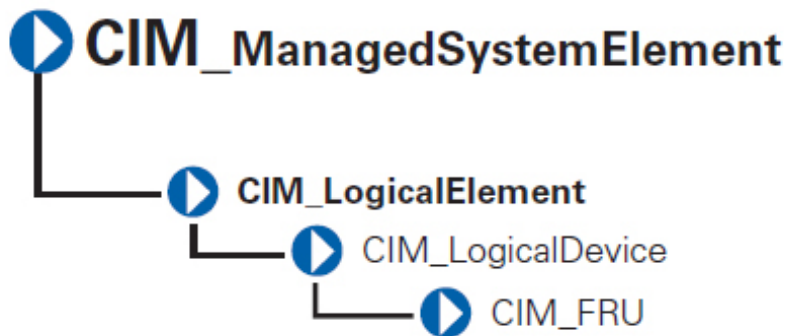 CIM_ManagedSystemElement
CIM_LogicalElement
CIM_LogicalDevice
CIM_FRU